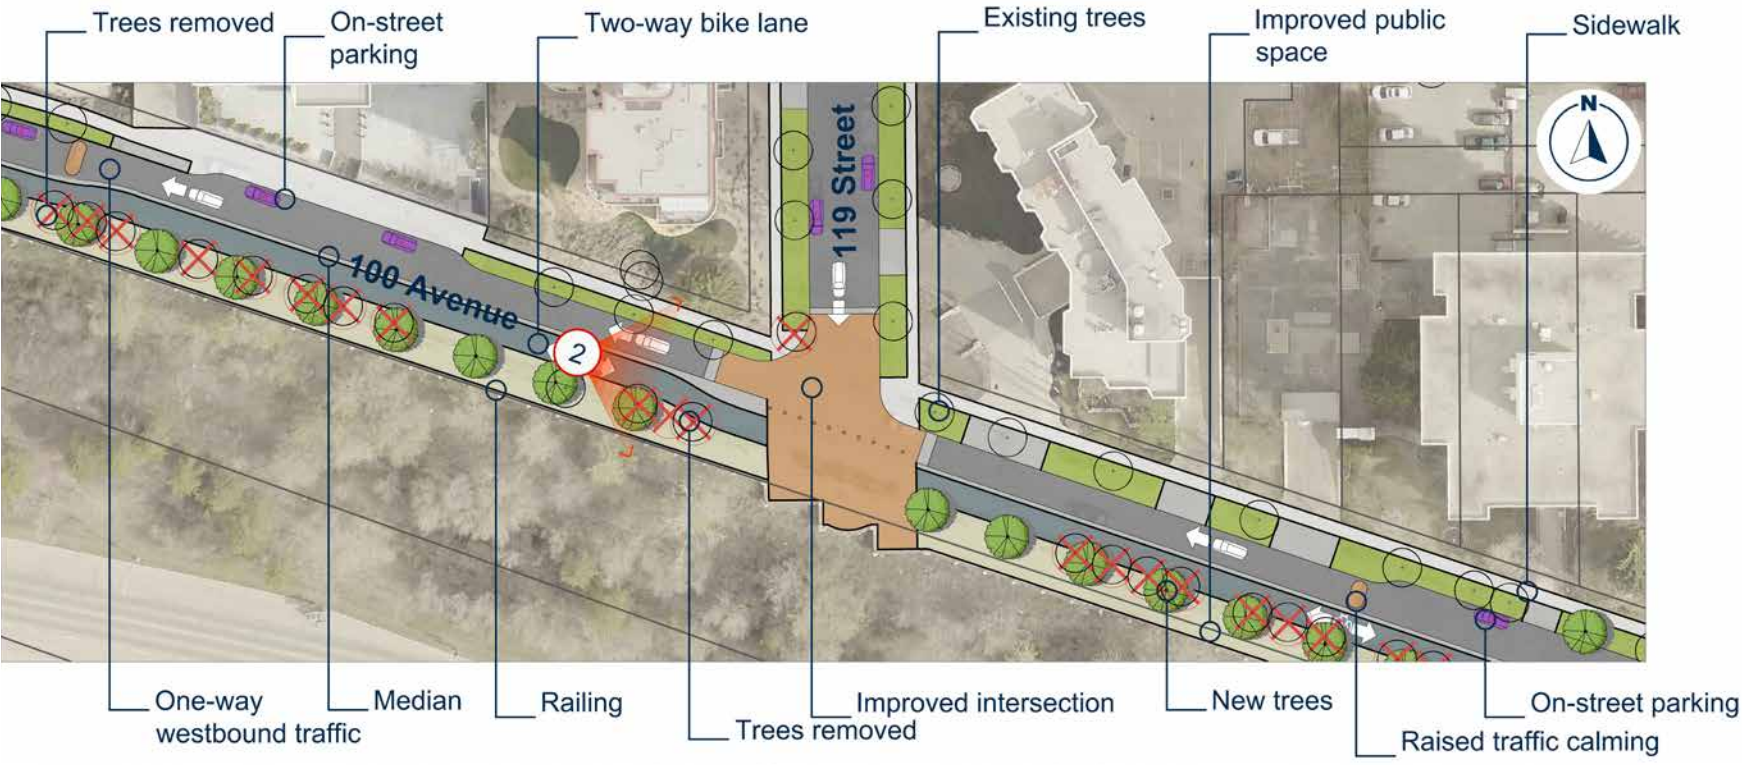 Trees removed
On-street
parking
Two-way bike lane
Existing trees
Improved public
space
Sidewalk
N
119 Street
100 Avenue
2
One-way
westbound traffic
Median
Railing
Trees removed
Improved intersection
New trees
On-street parking
Raised traffic calming